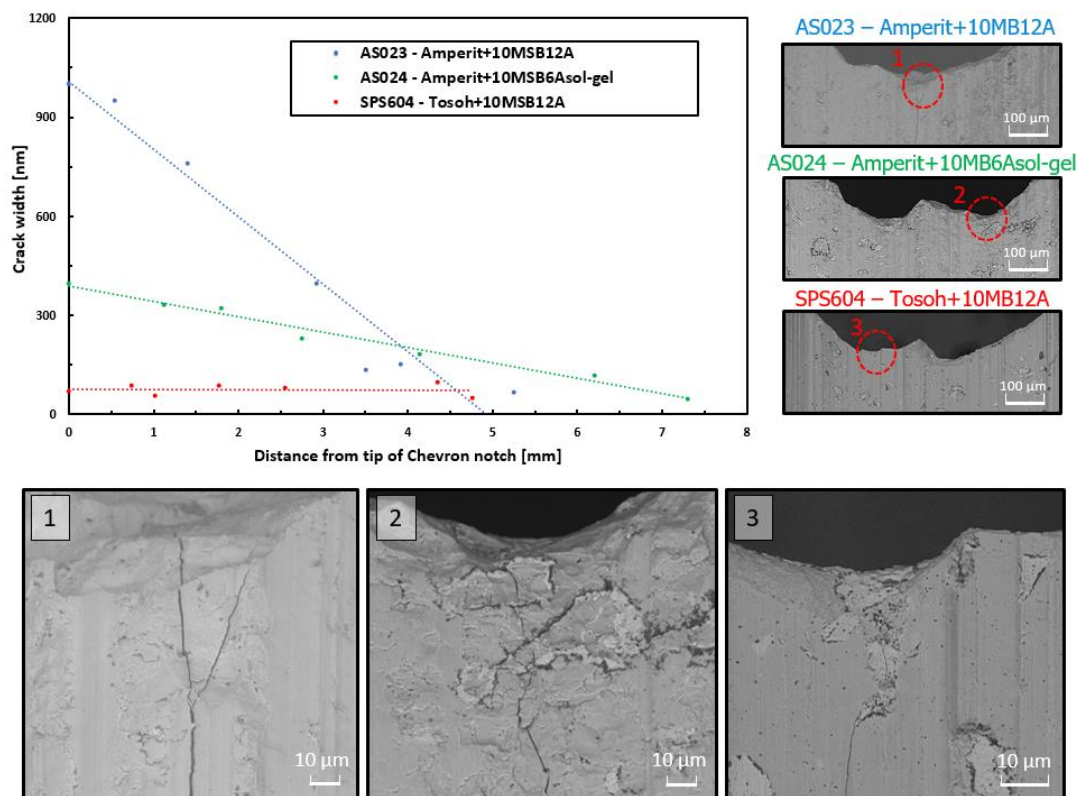 1200
900
600
300
0
Crack width [nm]
0 1 2 3 4 5 6 7 8
Distance from tip of Chevron notch [mm]
AS023 - Amperit+10MSB12A
AS024 - Amperit+10MSB6Asol-gel
SPS604 - Tosoh+10MSB12A
AS023 – Amperit+10MB12A
1
100 µm
AS024 – Amperit+10MB6Asol-gel
2
100 µm
SPS604 – Tosoh+10MB12A
3
100 µm
1
10 µm
2
10 µm
3
10 µm